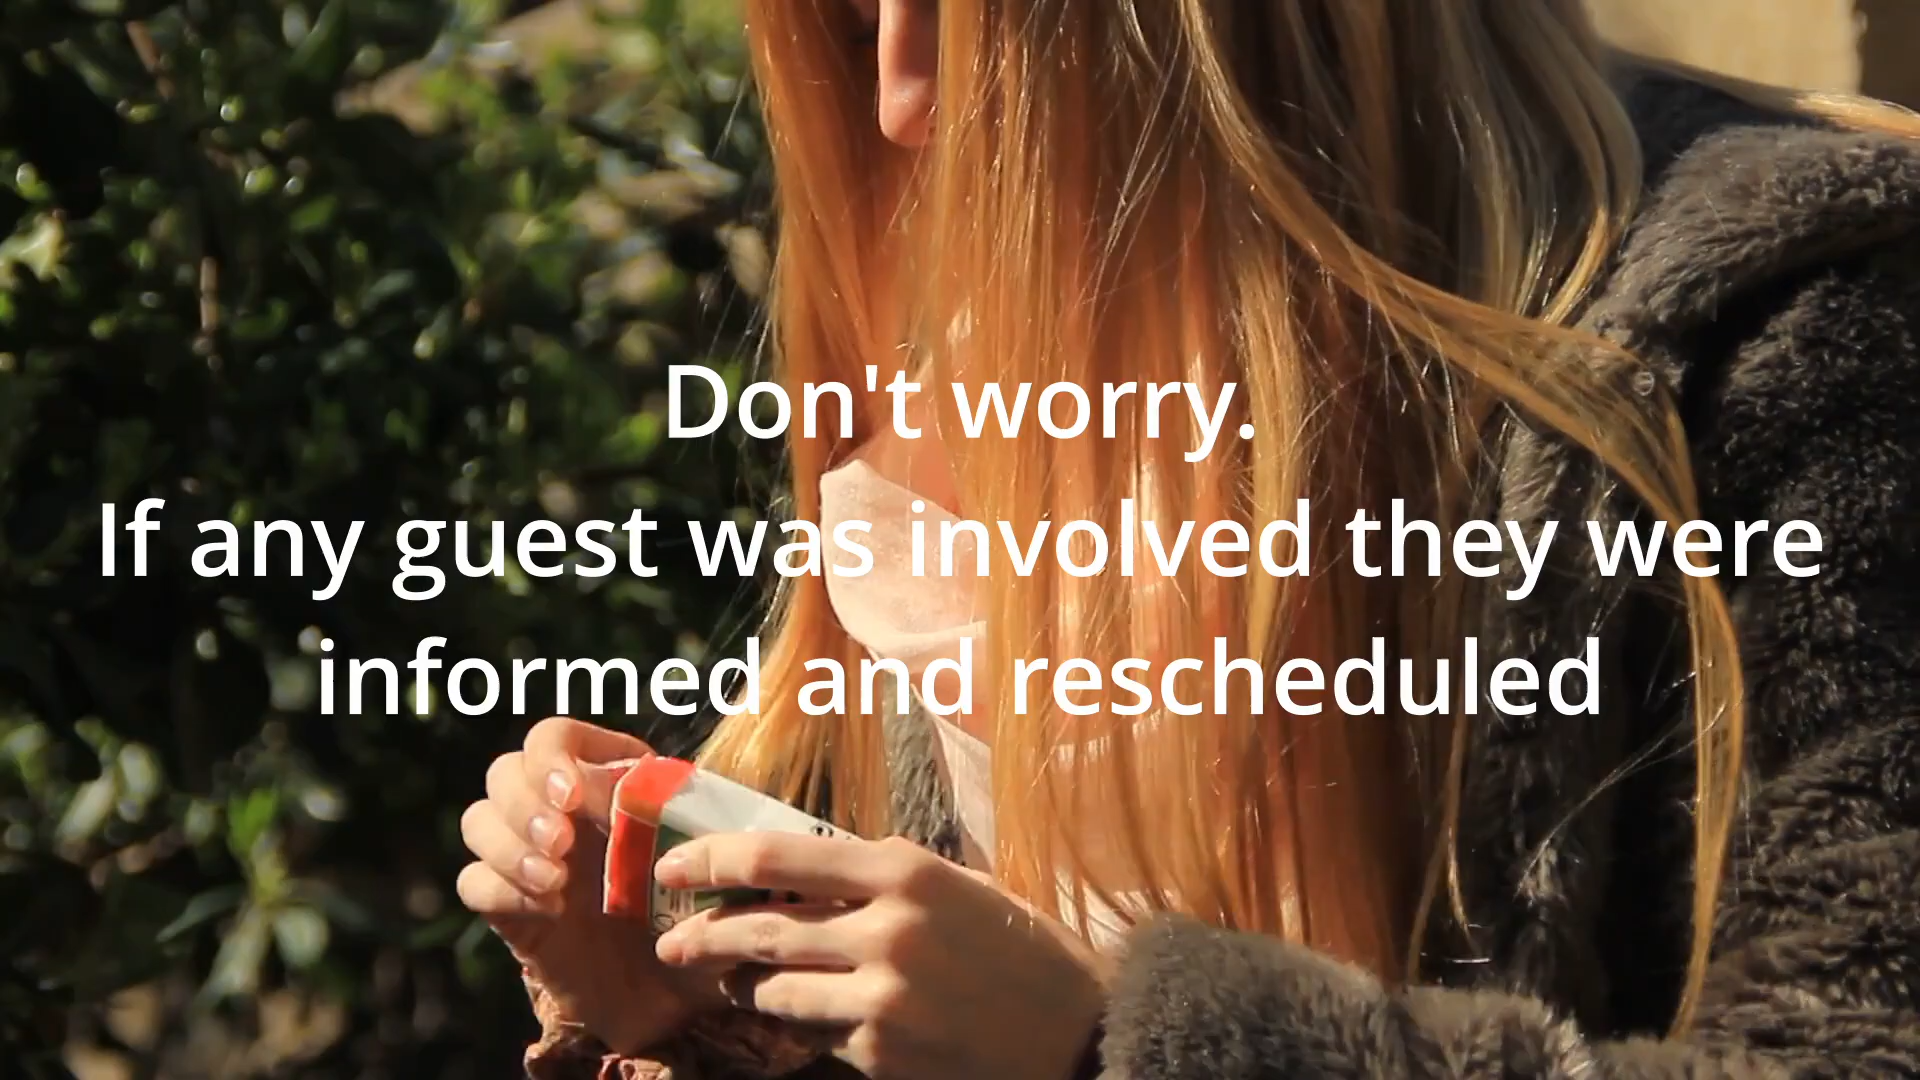 Don't worry.
If any guest was involved they were
informed and rescheduled